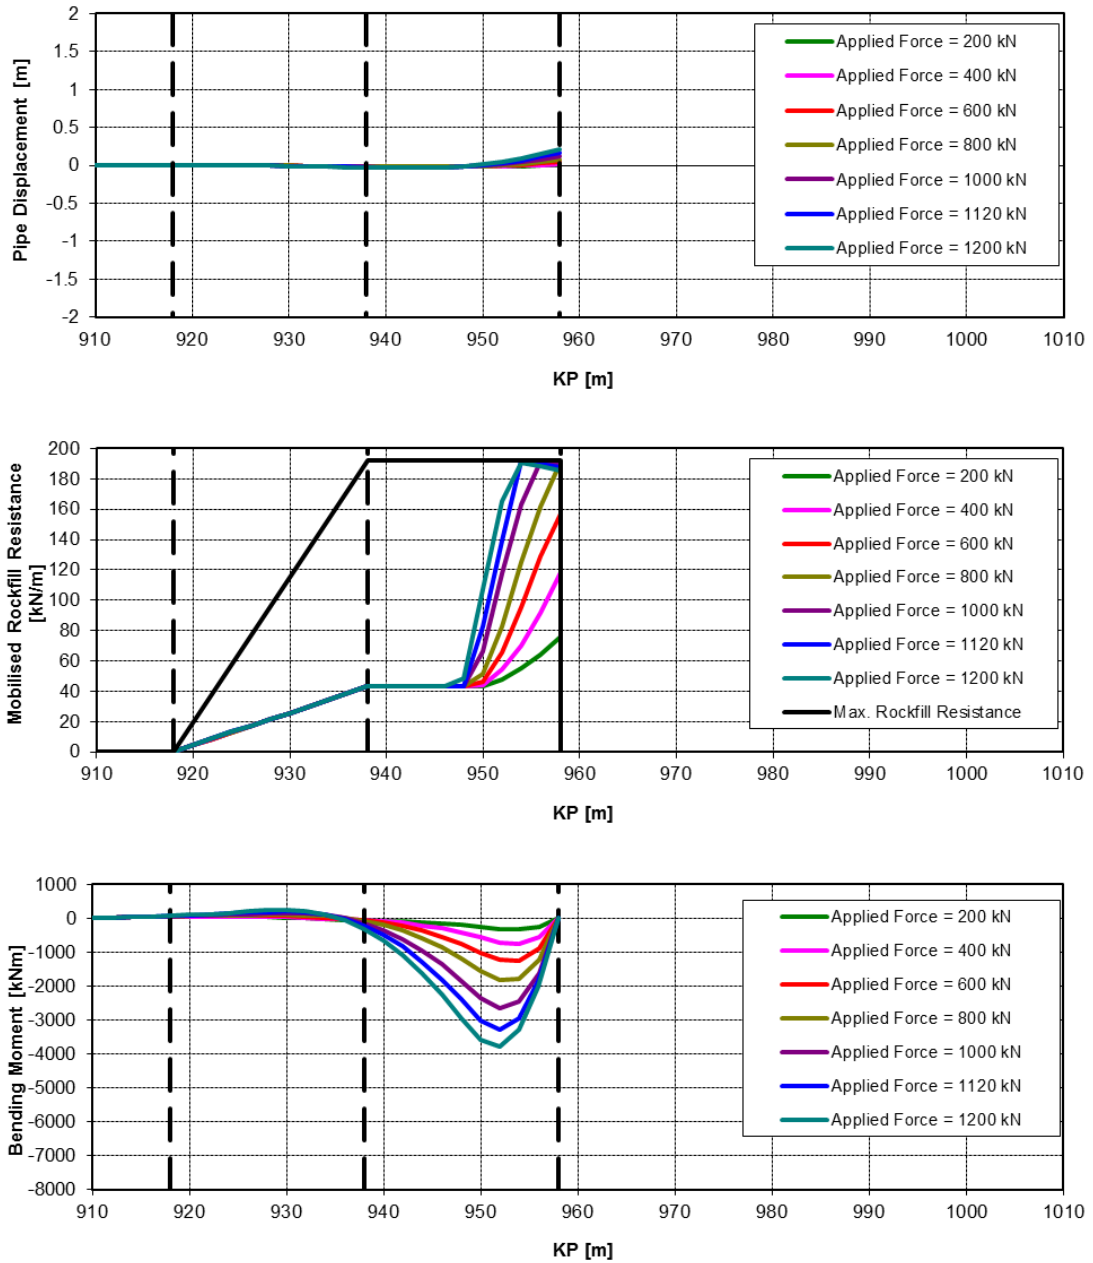 Pipe Displacement [m]
2
1.5
1
0.5
0
-0.5
-1
-1.5
-2
910 920 930 940 950 960 970 980 990 1000 1010
KP [m]
Applied Force = 200 kN
Applied Force = 400 kN
Applied Force = 600 kN
Applied Force = 800 kN
Applied Force = 1000 kN
Applied Force = 1120 kN
Applied Force = 1200 kN
Mobilised Rockfill Resistance
[kN/m]
200
180
160
140
120
100
80
60
40
20
0
910 920 930 940 950 960 970 980 990 1000 1010
KP [m]
Applied Force = 200 kN
Applied Force = 400 kN
Applied Force = 600 kN
Applied Force = 800 kN
Applied Force = 1000 kN
Applied Force = 1120 kN
Applied Force = 1200 kN
Max. Rockfill Resistance
Bending Moment [kNm]
1000
0
-1000
-2000
-3000
-4000
-5000
-6000
-7000
-8000
910 920 930 940 950 960 970 980 990 1000 1010
KP [m]
Applied Force = 200 kN
Applied Force = 400 kN
Applied Force = 600 kN
Applied Force = 800 kN
Applied Force = 1000 kN
Applied Force = 1120 kN
Applied Force = 1200 kN